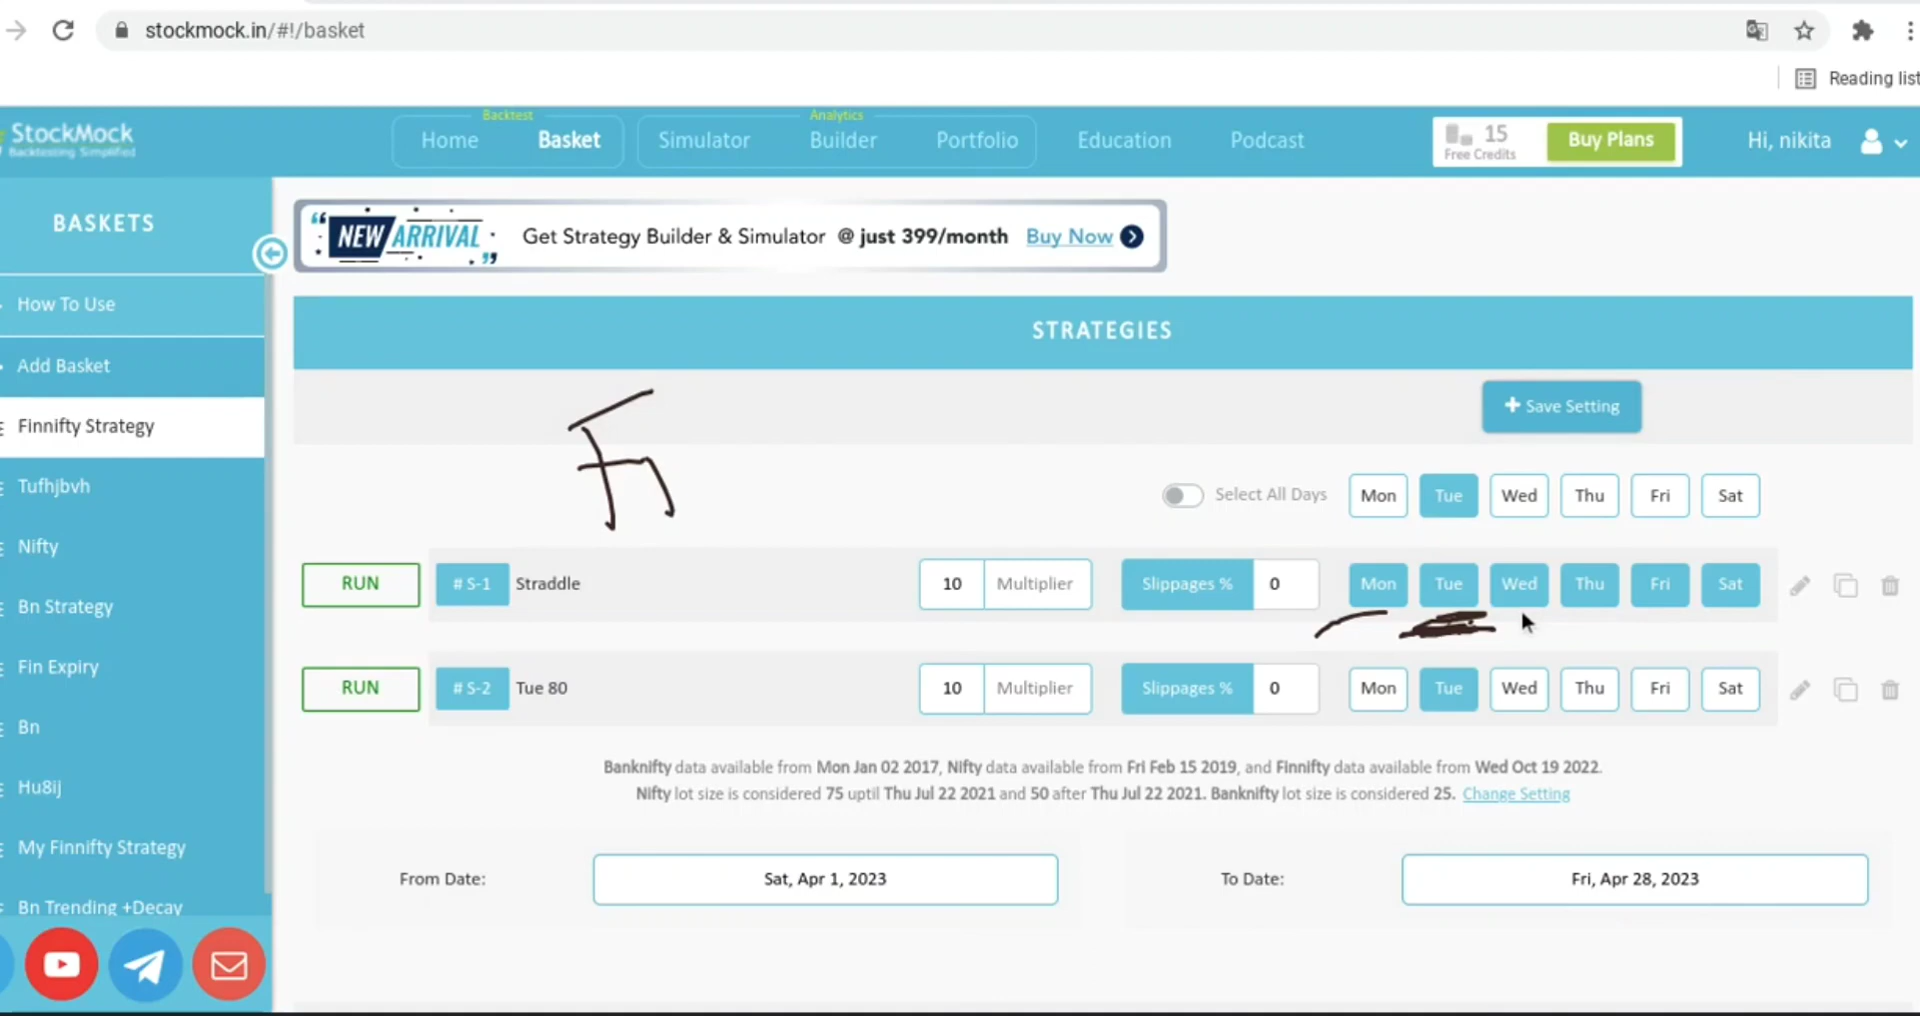 stockmock.in/#!/basket
Reading list
StockMock
Backtesting Simplified
Backtest
Home Basket
Analytics
Simulator Builder Portfolio
Education
Podcast
15
Free Credits
Buy Plans
Hi, nikita
BASKETS
How To Use
Add Basket
Finnifty Strategy
Tufhjbvh
Nifty
Bn Strategy
Fin Expiry
Bn
Hu8ij
My Finnifty Strategy
Bn Trending +Decay
“ NEW ARRIVAL ” Get Strategy Builder & Simulator @ just 399/month Buy Now
STRATEGIES
+ Save Setting
Select All Days Mon Tue Wed Thu Fri Sat
RUN # S-1 Straddle 10 Multiplier Slippages % 0 Mon Tue Wed Thu Fri Sat
RUN # S-2 Tue 80 10 Multiplier Slippages % 0 Mon Tue Wed Thu Fri Sat
Banknifty data available from Mon Jan 02 2017, Nifty data available from Fri Feb 15 2019, and Finnifty data available from Wed Oct 19 2022.
Nifty lot size is considered 75 uptil Thu Jul 22 2021 and 50 after Thu Jul 22 2021. Banknifty lot size is considered 25. Change Setting
From Date: Sat, Apr 1, 2023 To Date: Fri, Apr 28, 2023